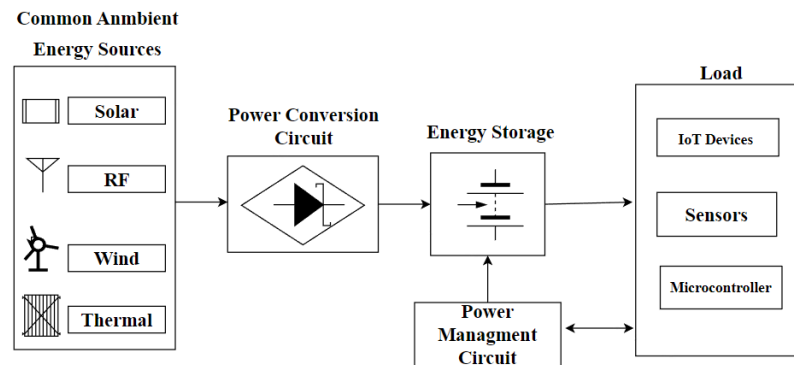 Common Anmbient
Energy Sources
Solar
RF
Wind
Thermal
Power Conversion
Circuit
Energy Storage
Power
Managment
Circuit
Load
IoT Devices
Sensors
Microcontroller